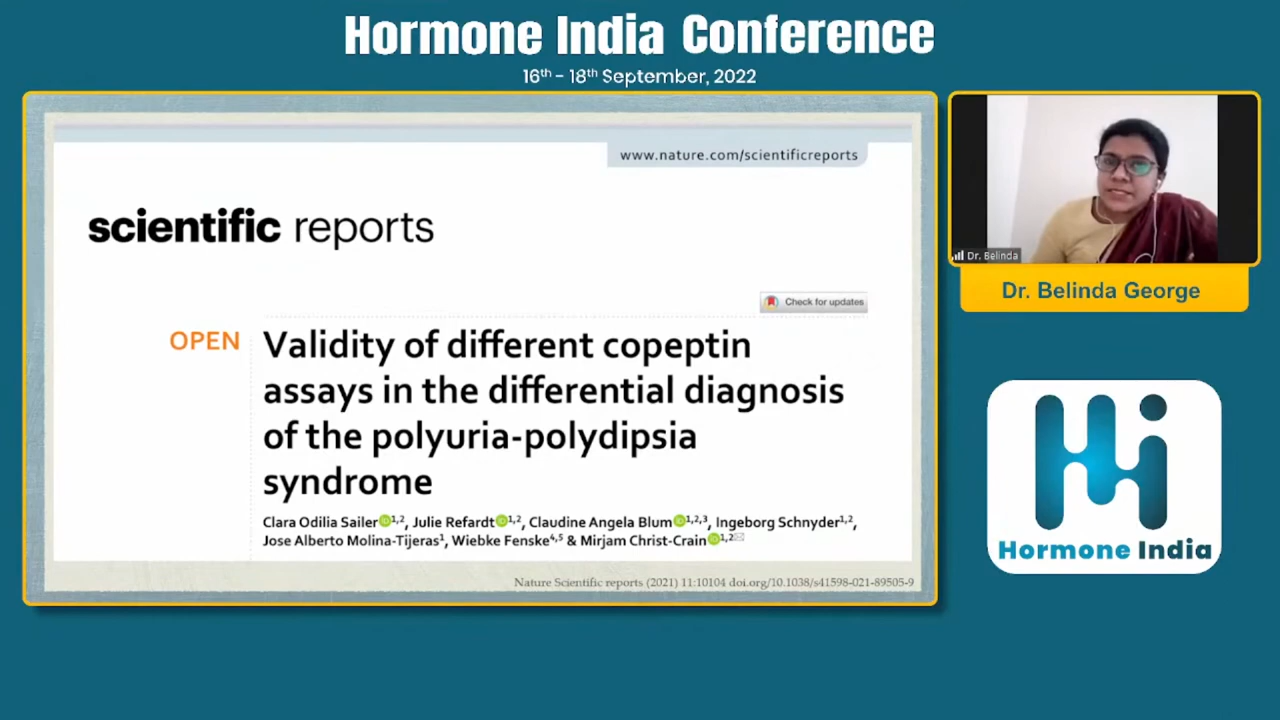 Hormone India Conference
16th - 18th September, 2022
www.nature.com/scientificreports
scientific reports
Check for updates
OPEN
Validity of different copeptin
assays in the differential diagnosis
of the polyuria-polydipsia
syndrome
Clara Odilia Sailer1,2, Julie Refardt1,2, Claudine Angela Blum1,2,3, Ingeborg Schnyder1,2,
Jose Alberto Molina-Tijeras1, Wiebke Fenske4,5 & Mirjam Christ-Crain1,2
Nature Scientific reports (2021) 11:10104 doi.org/10.1038/s41598-021-89505-9
Dr. Belinda
Dr. Belinda George
Hi
Hormone India